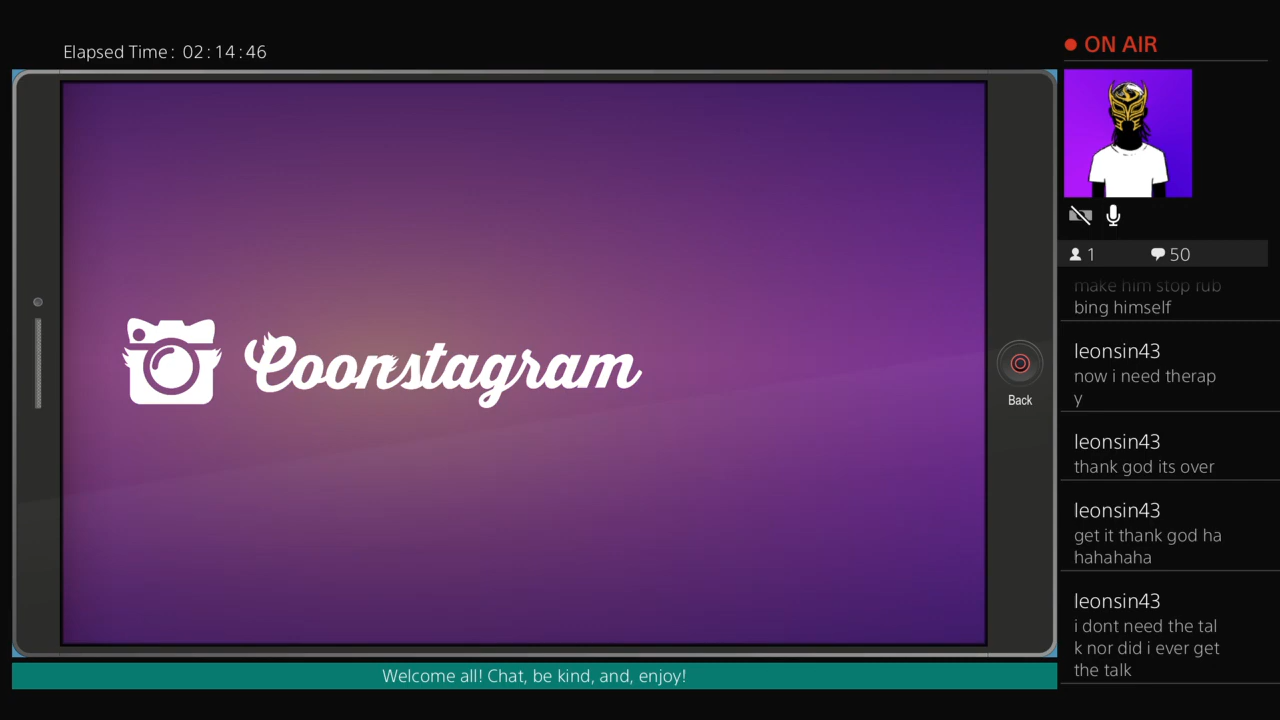 Elapsed Time: 02:14:46
ON AIR
1 50
make him stop rub
bing himself
leonsin43
now i need therap
y
leonsin43
thank god its over
leonsin43
get it thank god ha
hahahaha
leonsin43
i dont need the tal
k nor did i ever get
the talk
Coonstagram
Back
Welcome all! Chat, be kind, and, enjoy!